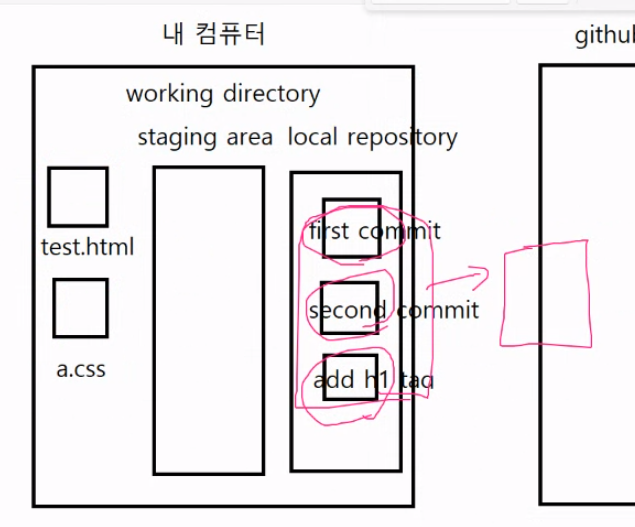 내 컴퓨터
githu
working directory
staging area
local repository
test.html
first commit
second commit
a.css
add h1 tag